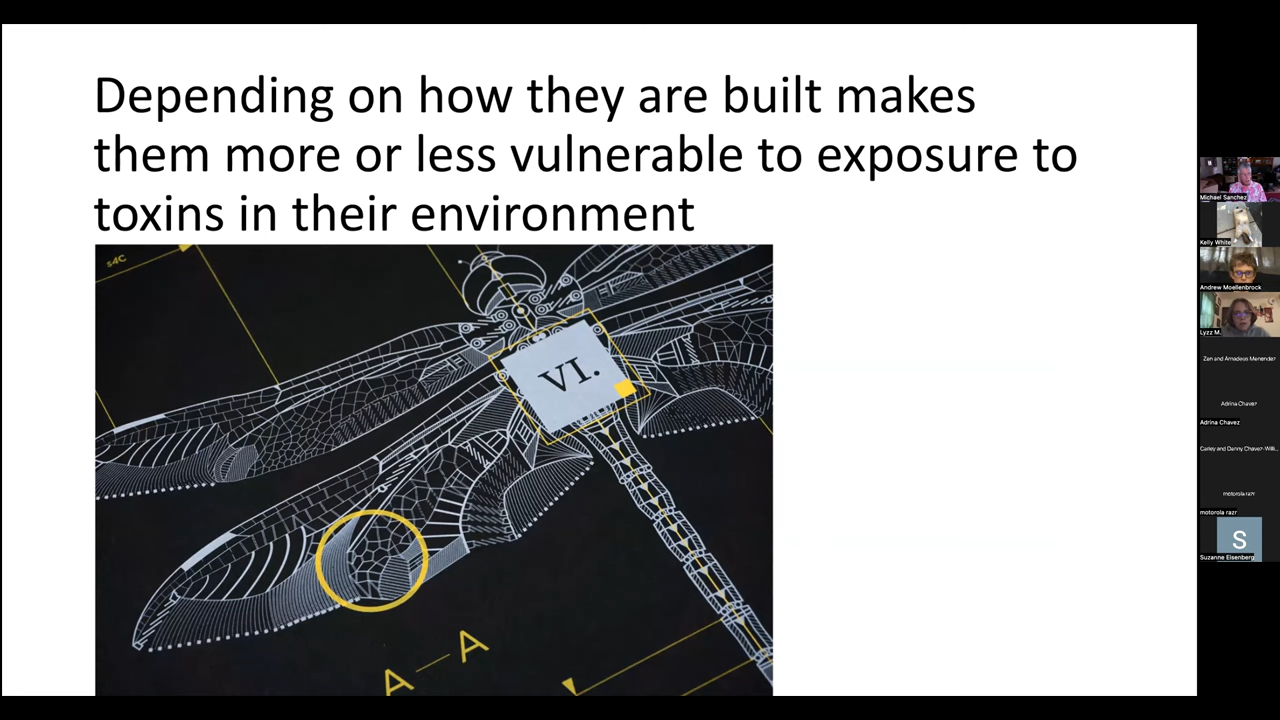 Depending on how they are built makes
them more or less vulnerable to exposure to
toxins in their environment
s4C
VI.
A — A
Michael Sanchez
Kelly White
Andrew Moellenbrock
Lyzz M.
Zen and Amadeus Menendez
Adrina Chavez
Adrina Chavez
Carley and Danny Chavez-Willi...
motorola razr
motorola razr
S
Suzanne Eisenberg